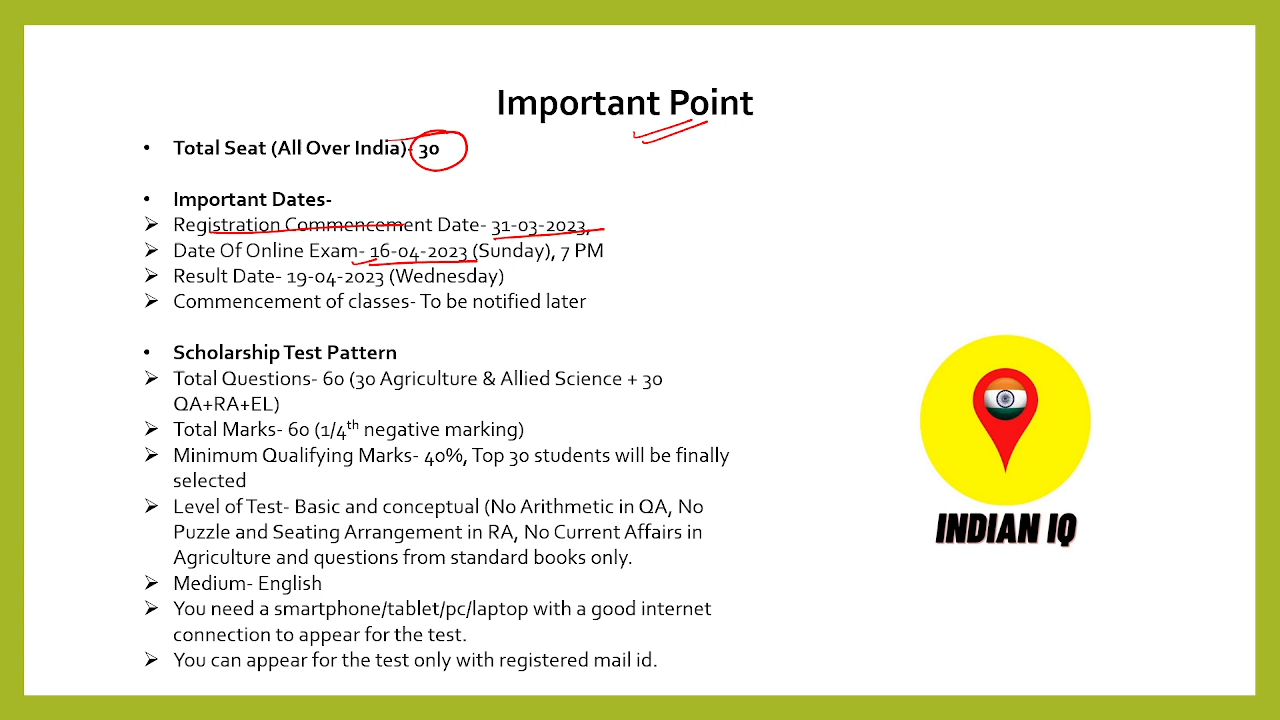 Important Point
• Total Seat (All Over India)- 30
• Important Dates-
➢ Registration Commencement Date- 31-03-2023,
➢ Date Of Online Exam- 16-04-2023 (Sunday), 7 PM
➢ Result Date- 19-04-2023 (Wednesday)
➢ Commencement of classes- To be notified later
• Scholarship Test Pattern
➢ Total Questions- 60 (30 Agriculture & Allied Science + 30
QA+RA+EL)
➢ Total Marks- 60 (1/4th negative marking)
➢ Minimum Qualifying Marks- 40%, Top 30 students will be finally
selected
➢ Level of Test- Basic and conceptual (No Arithmetic in QA, No
Puzzle and Seating Arrangement in RA, No Current Affairs in
Agriculture and questions from standard books only.
➢ Medium- English
➢ You need a smartphone/tablet/pc/laptop with a good internet
connection to appear for the test.
➢ You can appear for the test only with registered mail id.
INDIAN IQ